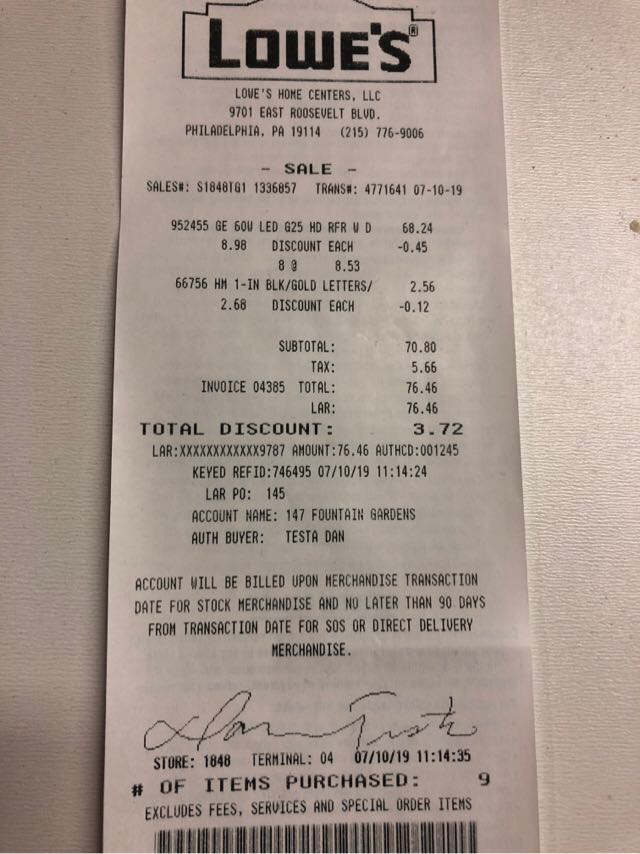 LOWE'S®
LOWE'S HOME CENTERS, LLC
9701 EAST ROOSEVELT BLVD.
PHILADELPHIA, PA 19114 (215) 776-9006
- SALE -
SALES#: S1848TG1 1336857 TRANS#: 4771641 07-10-19
952455 GE 60W LED G25 HD RFR W D 68.24
8.98 DISCOUNT EACH -0.45
8 @ 8.53
66756 HM 1-IN BLK/GOLD LETTERS/ 2.56
2.68 DISCOUNT EACH -0.12
SUBTOTAL: 70.80
TAX: 5.66
INVOICE 04385 TOTAL: 76.46
LAR: 76.46
TOTAL DISCOUNT: 3.72
LAR:XXXXXXXXXXXX9787 AMOUNT:76.46 AUTHCD:001245
KEYED REFID:746495 07/10/19 11:14:24
LAR PO: 145
ACCOUNT NAME: 147 FOUNTAIN GARDENS
AUTH BUYER: TESTA DAN
ACCOUNT WILL BE BILLED UPON MERCHANDISE TRANSACTION
DATE FOR STOCK MERCHANDISE AND NO LATER THAN 90 DAYS
FROM TRANSACTION DATE FOR SOS OR DIRECT DELIVERY
MERCHANDISE.
Dan Testa
STORE: 1848 TERMINAL: 04 07/10/19 11:14:35
# OF ITEMS PURCHASED: 9
EXCLUDES FEES, SERVICES AND SPECIAL ORDER ITEMS